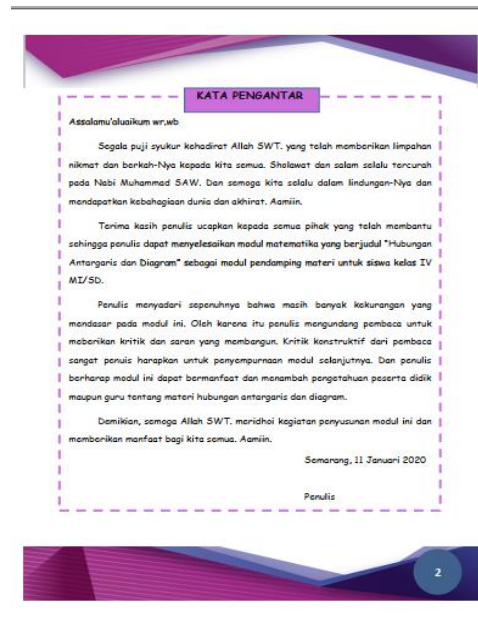 KATA PENGANTAR
Assalamu'aluaikum wr,wb
Segala puji syukur kehadirat Allah SWT. yang telah memberikan limpahan
nikmat dan berkah-Nya kepada kita semua. Sholawat dan salam selalu tercurah
pada Nabi Muhammad SAW. Dan semoga kita selalu dalam lindungan-Nya dan
mendapatkan kebahagiaan dunia dan akhirat. Aamiin.
Terima kasih penulis ucapkan kepada semua pihak yang telah membantu
sehingga penulis dapat menyelesaikan modul matematika yang berjudul "Hubungan
Antargaris dan Diagram" sebagai modul pendamping materi untuk siswa kelas IV
MI/SD.
Penulis menyadari sepenuhnya bahwa masih banyak kekurangan yang
mendasar pada modul ini. Oleh karena itu penulis mengundang pembaca untuk
meberikan kritik dan saran yang membangun. Kritik konstruktif dari pembaca
sangat penuis harapkan untuk penyempurnaan modul selanjutnya. Dan penulis
berharap modul ini dapat bermanfaat dan menambah pengetahuan peserta didik
maupun guru tentang materi hubungan antargaris dan diagram.
Demikian, semoga Allah SWT. meridhoi kegiatan penyusunan modul ini dan
memberikan manfaat bagi kita semua. Aamiin.
Semarang, 11 Januari 2020
Penulis
2